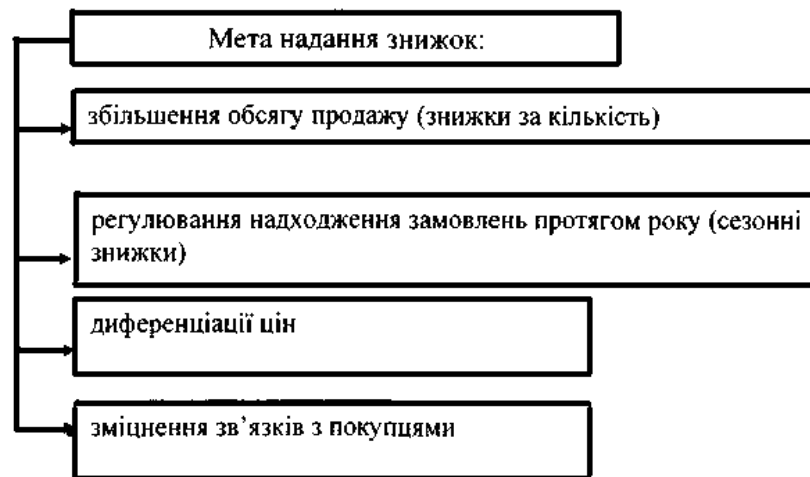 Мета надання знижок:
збільшення обсягу продажу (знижки за кількість)
регулювання надходження замовлень протягом року (сезонні
знижки)
диференціації цін
зміцнення зв’язків з покупцями